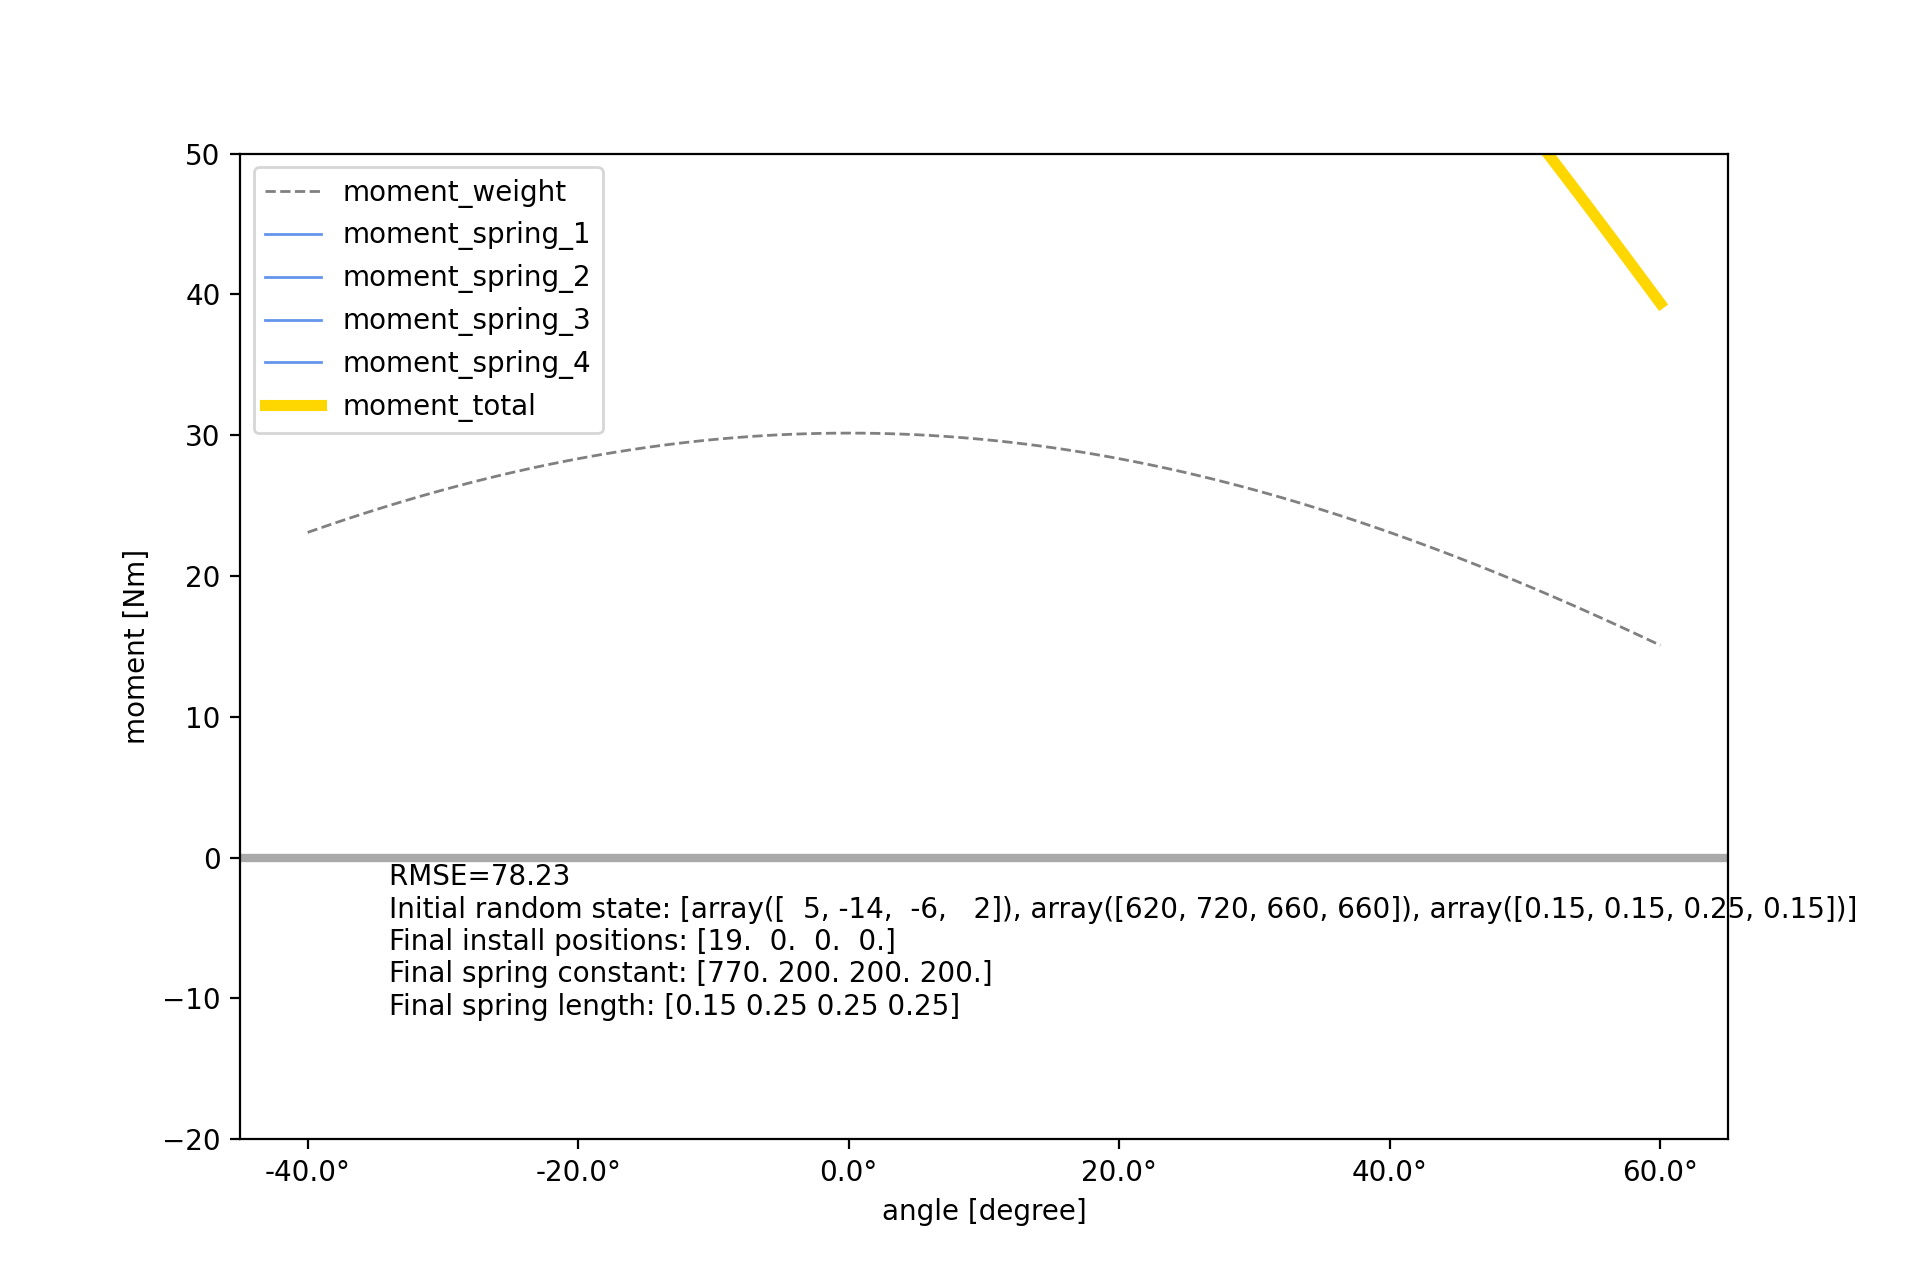 50
40
30
20
10
0
−10
−20
moment [Nm]
moment_weight
moment_spring_1
moment_spring_2
moment_spring_3
moment_spring_4
moment_total
RMSE=78.23
Initial random state: [array([  5, -14,  -6,   2]), array([620, 720, 660, 660]), array([0.15, 0.15, 0.25, 0.15])]
Final install positions: [19.  0.  0.  0.]
Final spring constant: [770. 200. 200. 200.]
Final spring length: [0.15 0.25 0.25 0.25]
-40.0° -20.0° 0.0° 20.0° 40.0° 60.0°
angle [degree]